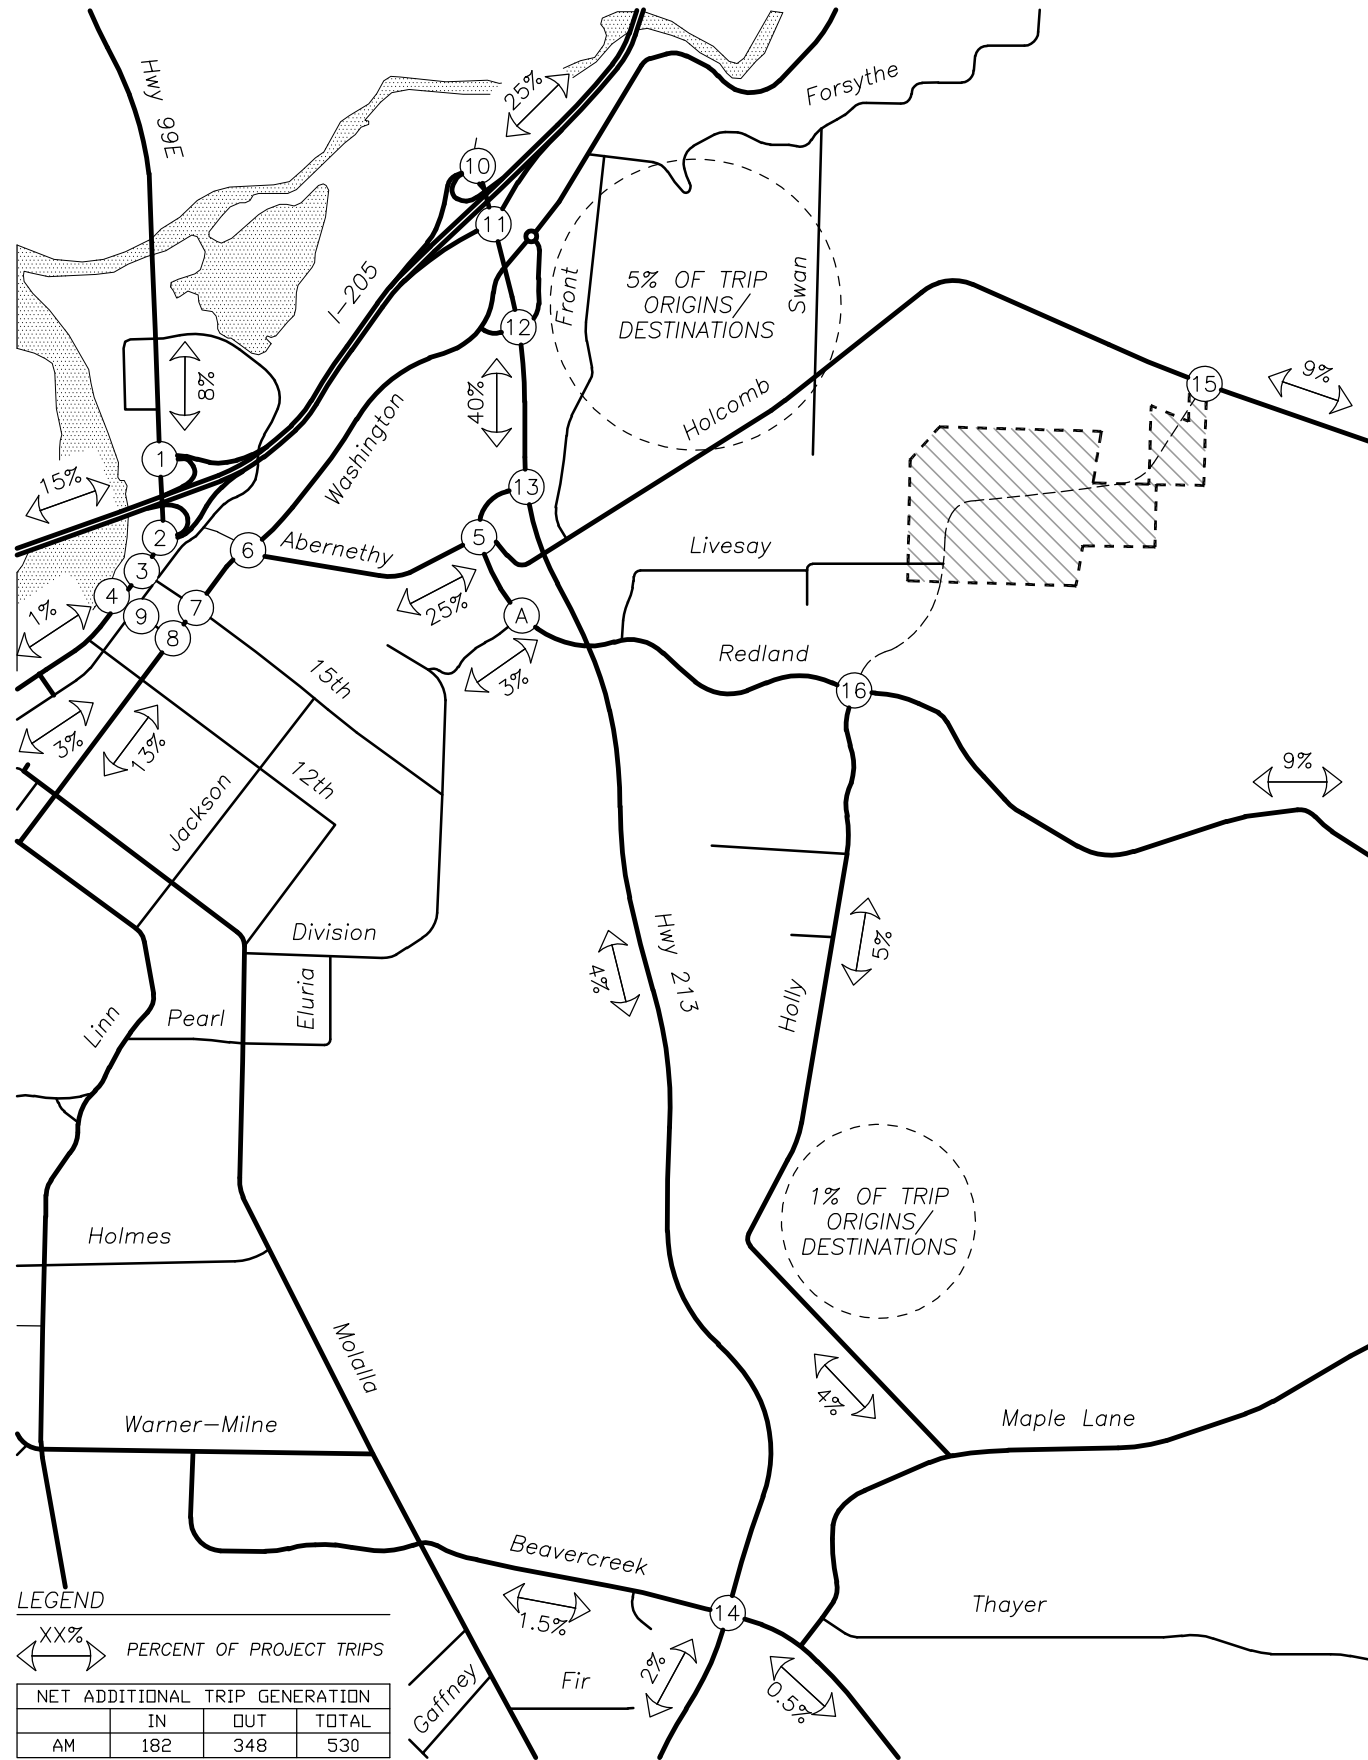 Hwy 99E
25%
Forsythe
10
11
I-205
Front
5% OF TRIP
ORIGINS/
DESTINATIONS
Swan
12
8%
40%
Washington
Holcomb
15
9%
1
15%
13
2
6
Abernethy
5
Livesay
3
4
1%
9
7
8
25%
A
3%
Redland
16
15th
3%
13%
12th
Jackson
9%
Division
Eluria
Hwy 213
4%
5%
Holly
Linn
Pearl
1% OF TRIP
ORIGINS/
DESTINATIONS
Holmes
Molalla
4%
Maple Lane
Warner-Milne
Beavercreek
1.5%
14
Thayer
2%
0.5%
Fir
Gaffney
LEGEND
XX% PERCENT OF PROJECT TRIPS
NET ADDITIONAL TRIP GENERATION
IN OUT TOTAL
AM 182 348 530